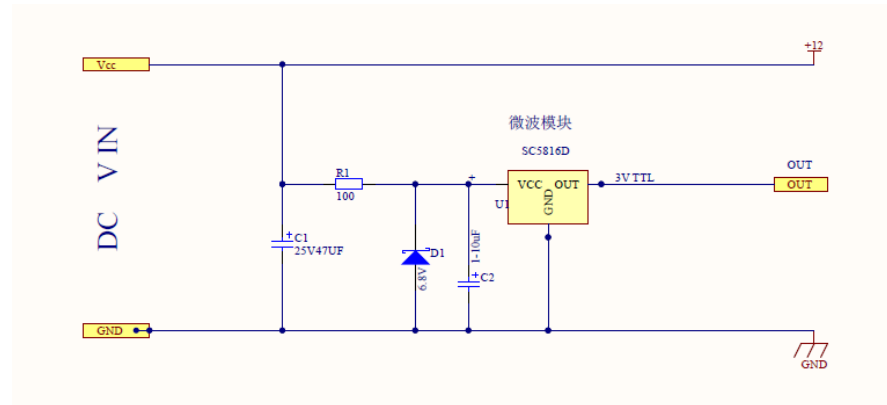 +12
Vcc
DC V IN
微波模块
SC5816D
R1
100
+
VCC OUT
GND
U1
3V TTL
OUT
OUT
+
C1
25V47UF
D1
6.8V
1-10uF
+
C2
GND
GND